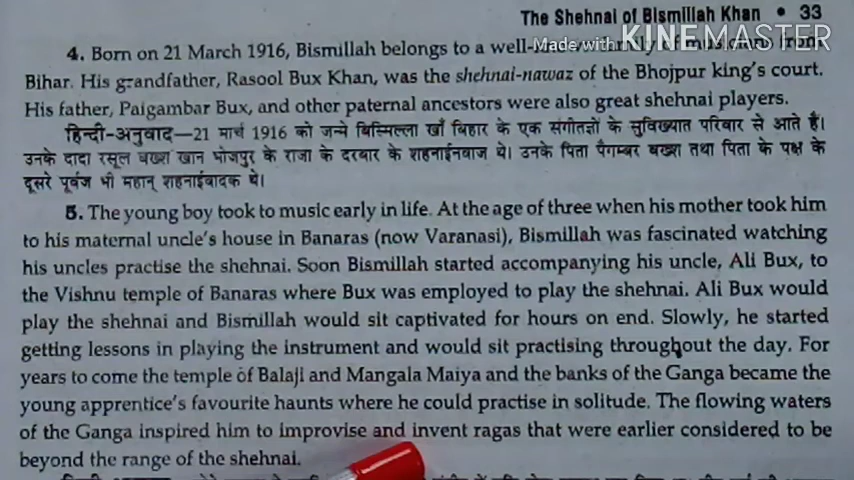 The Shehnai of Bismillah Khan • 33
Made with KINEMASTER
4. Born on 21 March 1916, Bismillah belongs to a well- from
Bihar. His grandfather, Rasool Bux Khan, was the shehnai-nawaz of the Bhojpur king's court.
His father, Paigambar Bux, and other paternal ancestors were also great shehnai players.
हिन्दी-अनुवाद—21 मार्च 1916 को जन्मे बिस्मिल्ला खाँ बिहार के एक संगीतज्ञों के सुविख्यात परिवार से आते हैं।
उनके दादा रसूल बख्श खान भोजपुर के राजा के दरबार के शहनाईनवाज थे। उनके पिता पैगम्बर बख्श तथा पिता के पक्ष के
दूसरे पूर्वज भी महान् शहनाईवादक थे।
5. The young boy took to music early in life. At the age of three when his mother took him
to his maternal uncle's house in Banaras (now Varanasi), Bismillah was fascinated watching
his uncles practise the shehnai. Soon Bismillah started accompanying his uncle, Ali Bux, to
the Vishnu temple of Banaras where Bux was employed to play the shehnai. Ali Bux would
play the shehnai and Bismillah would sit captivated for hours on end. Slowly, he started
getting lessons in playing the instrument and would sit practising throughout the day. For
years to come the temple of Balaji and Mangala Maiya and the banks of the Ganga became the
young apprentice's favourite haunts where he could practise in solitude. The flowing waters
of the Ganga inspired him to improvise and invent ragas that were earlier considered to be
beyond the range of the shehnai.